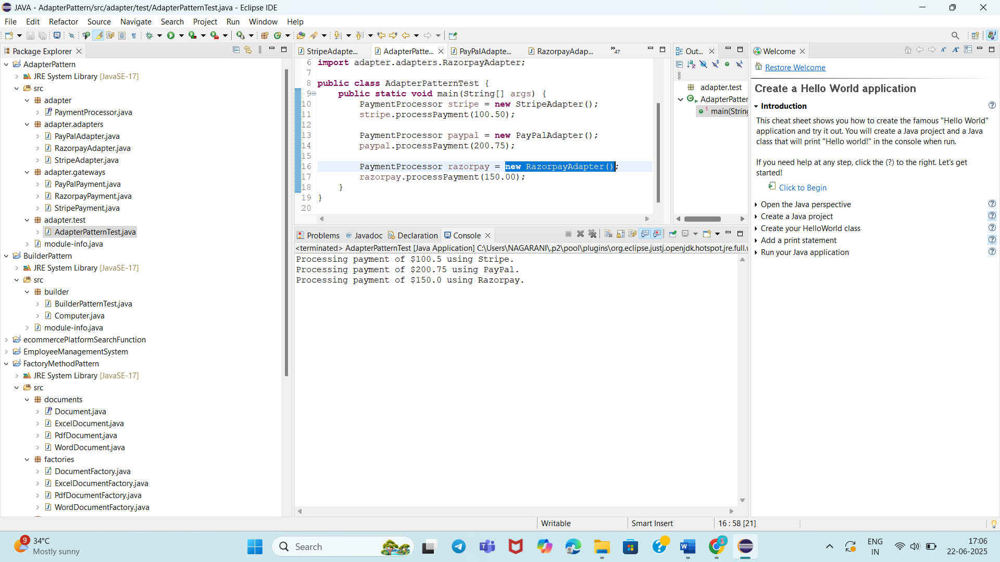 JAVA - AdapterPattern/src/adapter/test/AdapterPatternTest.java - Eclipse IDE
File Edit Refactor Source Navigate Search Project Run Window Help
Package Explorer
AdapterPattern
JRE System Library [JavaSE-17]
src
adapter
PaymentProcessor.java
adapter.adapters
PayPalAdapter.java
RazorpayAdapter.java
StripeAdapter.java
adapter.gateways
PayPalPayment.java
RazorpayPayment.java
StripePayment.java
adapter.test
AdapterPatternTest.java
module-info.java
BuilderPattern
JRE System Library [JavaSE-17]
src
builder
BuilderPatternTest.java
Computer.java
module-info.java
ecommercePlatformSearchFunction
EmployeeManagementSystem
FactoryMethodPattern
JRE System Library [JavaSE-17]
src
documents
Document.java
ExcelDocument.java
PdfDocument.java
WordDocument.java
factories
DocumentFactory.java
ExcelDocumentFactory.java
PdfDocumentFactory.java
WordDocumentFactory.java
StripeAdapte... AdapterPatte... PayPalAdapte... RazorpayAdap... »47
6 import adapter.adapters.RazorpayAdapter;
7
8 public class AdapterPatternTest {
9 public static void main(String[] args) {
10 PaymentProcessor stripe = new StripeAdapter();
11 stripe.processPayment(100.50);
12
13 PaymentProcessor paypal = new PayPalAdapter();
14 paypal.processPayment(200.75);
15
16 PaymentProcessor razorpay = new RazorpayAdapter();
17 razorpay.processPayment(150.00);
18 }
19 }
20
Problems @ Javadoc Declaration Console
<terminated> AdapterPatternTest [Java Application] C:\Users\NAGARANI\.p2\pool\plugins\org.eclipse.justj.openjdk.hotspot.jre.full.
Processing payment of $100.5 using Stripe.
Processing payment of $200.75 using PayPal.
Processing payment of $150.0 using Razorpay.
Out...
adapter.test
AdapterPatter
main(String
Welcome
Restore Welcome
Create a Hello World application
Introduction
This cheat sheet shows you how to create the famous "Hello World"
application and try it out. You will create a Java project and a Java
class that will print "Hello world!" in the console when run.
If you need help at any step, click the (?) to the right. Let's get
started!
Click to Begin
Open the Java perspective
Create a Java project
Create your HelloWorld class
Add a print statement
Run your Java application
Writable Smart Insert 16 : 58 [21]
9 34°C
Mostly sunny
Search
ENG
IN
17:06
22-06-2025